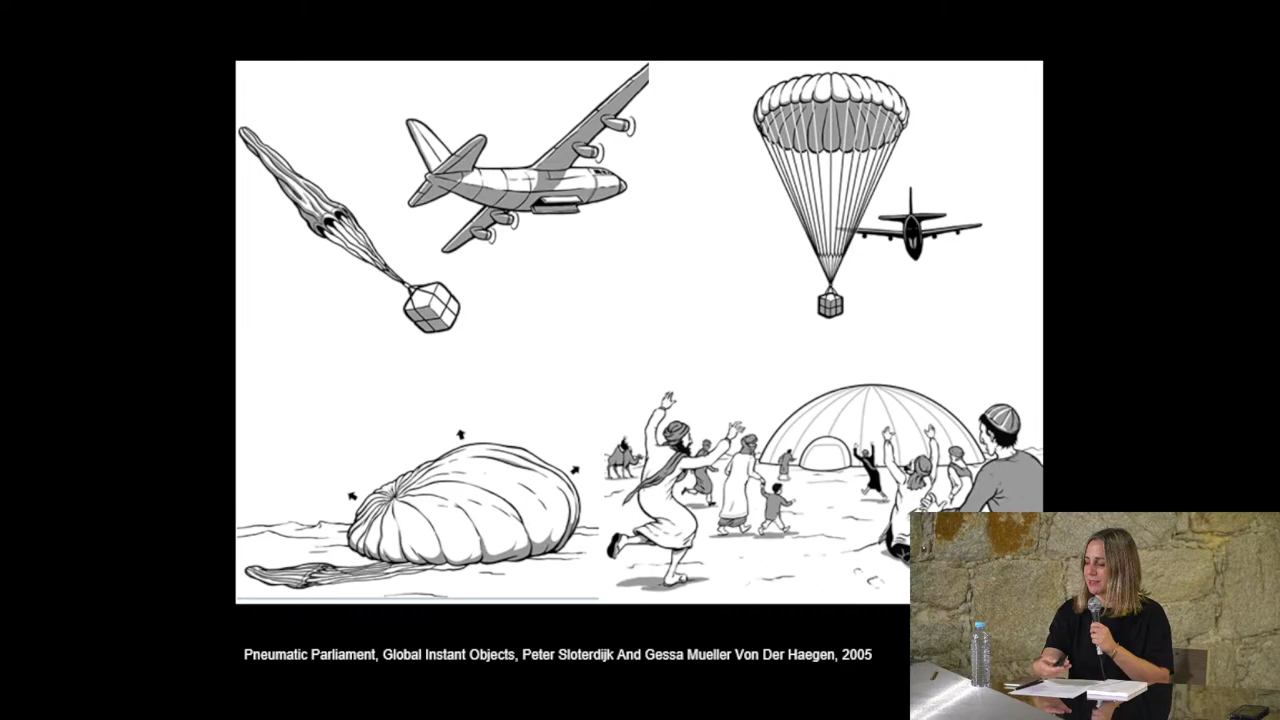 Pneumatic Parliament, Global Instant Objects, Peter Sloterdijk And Gessa Mueller Von Der Haegen, 2005